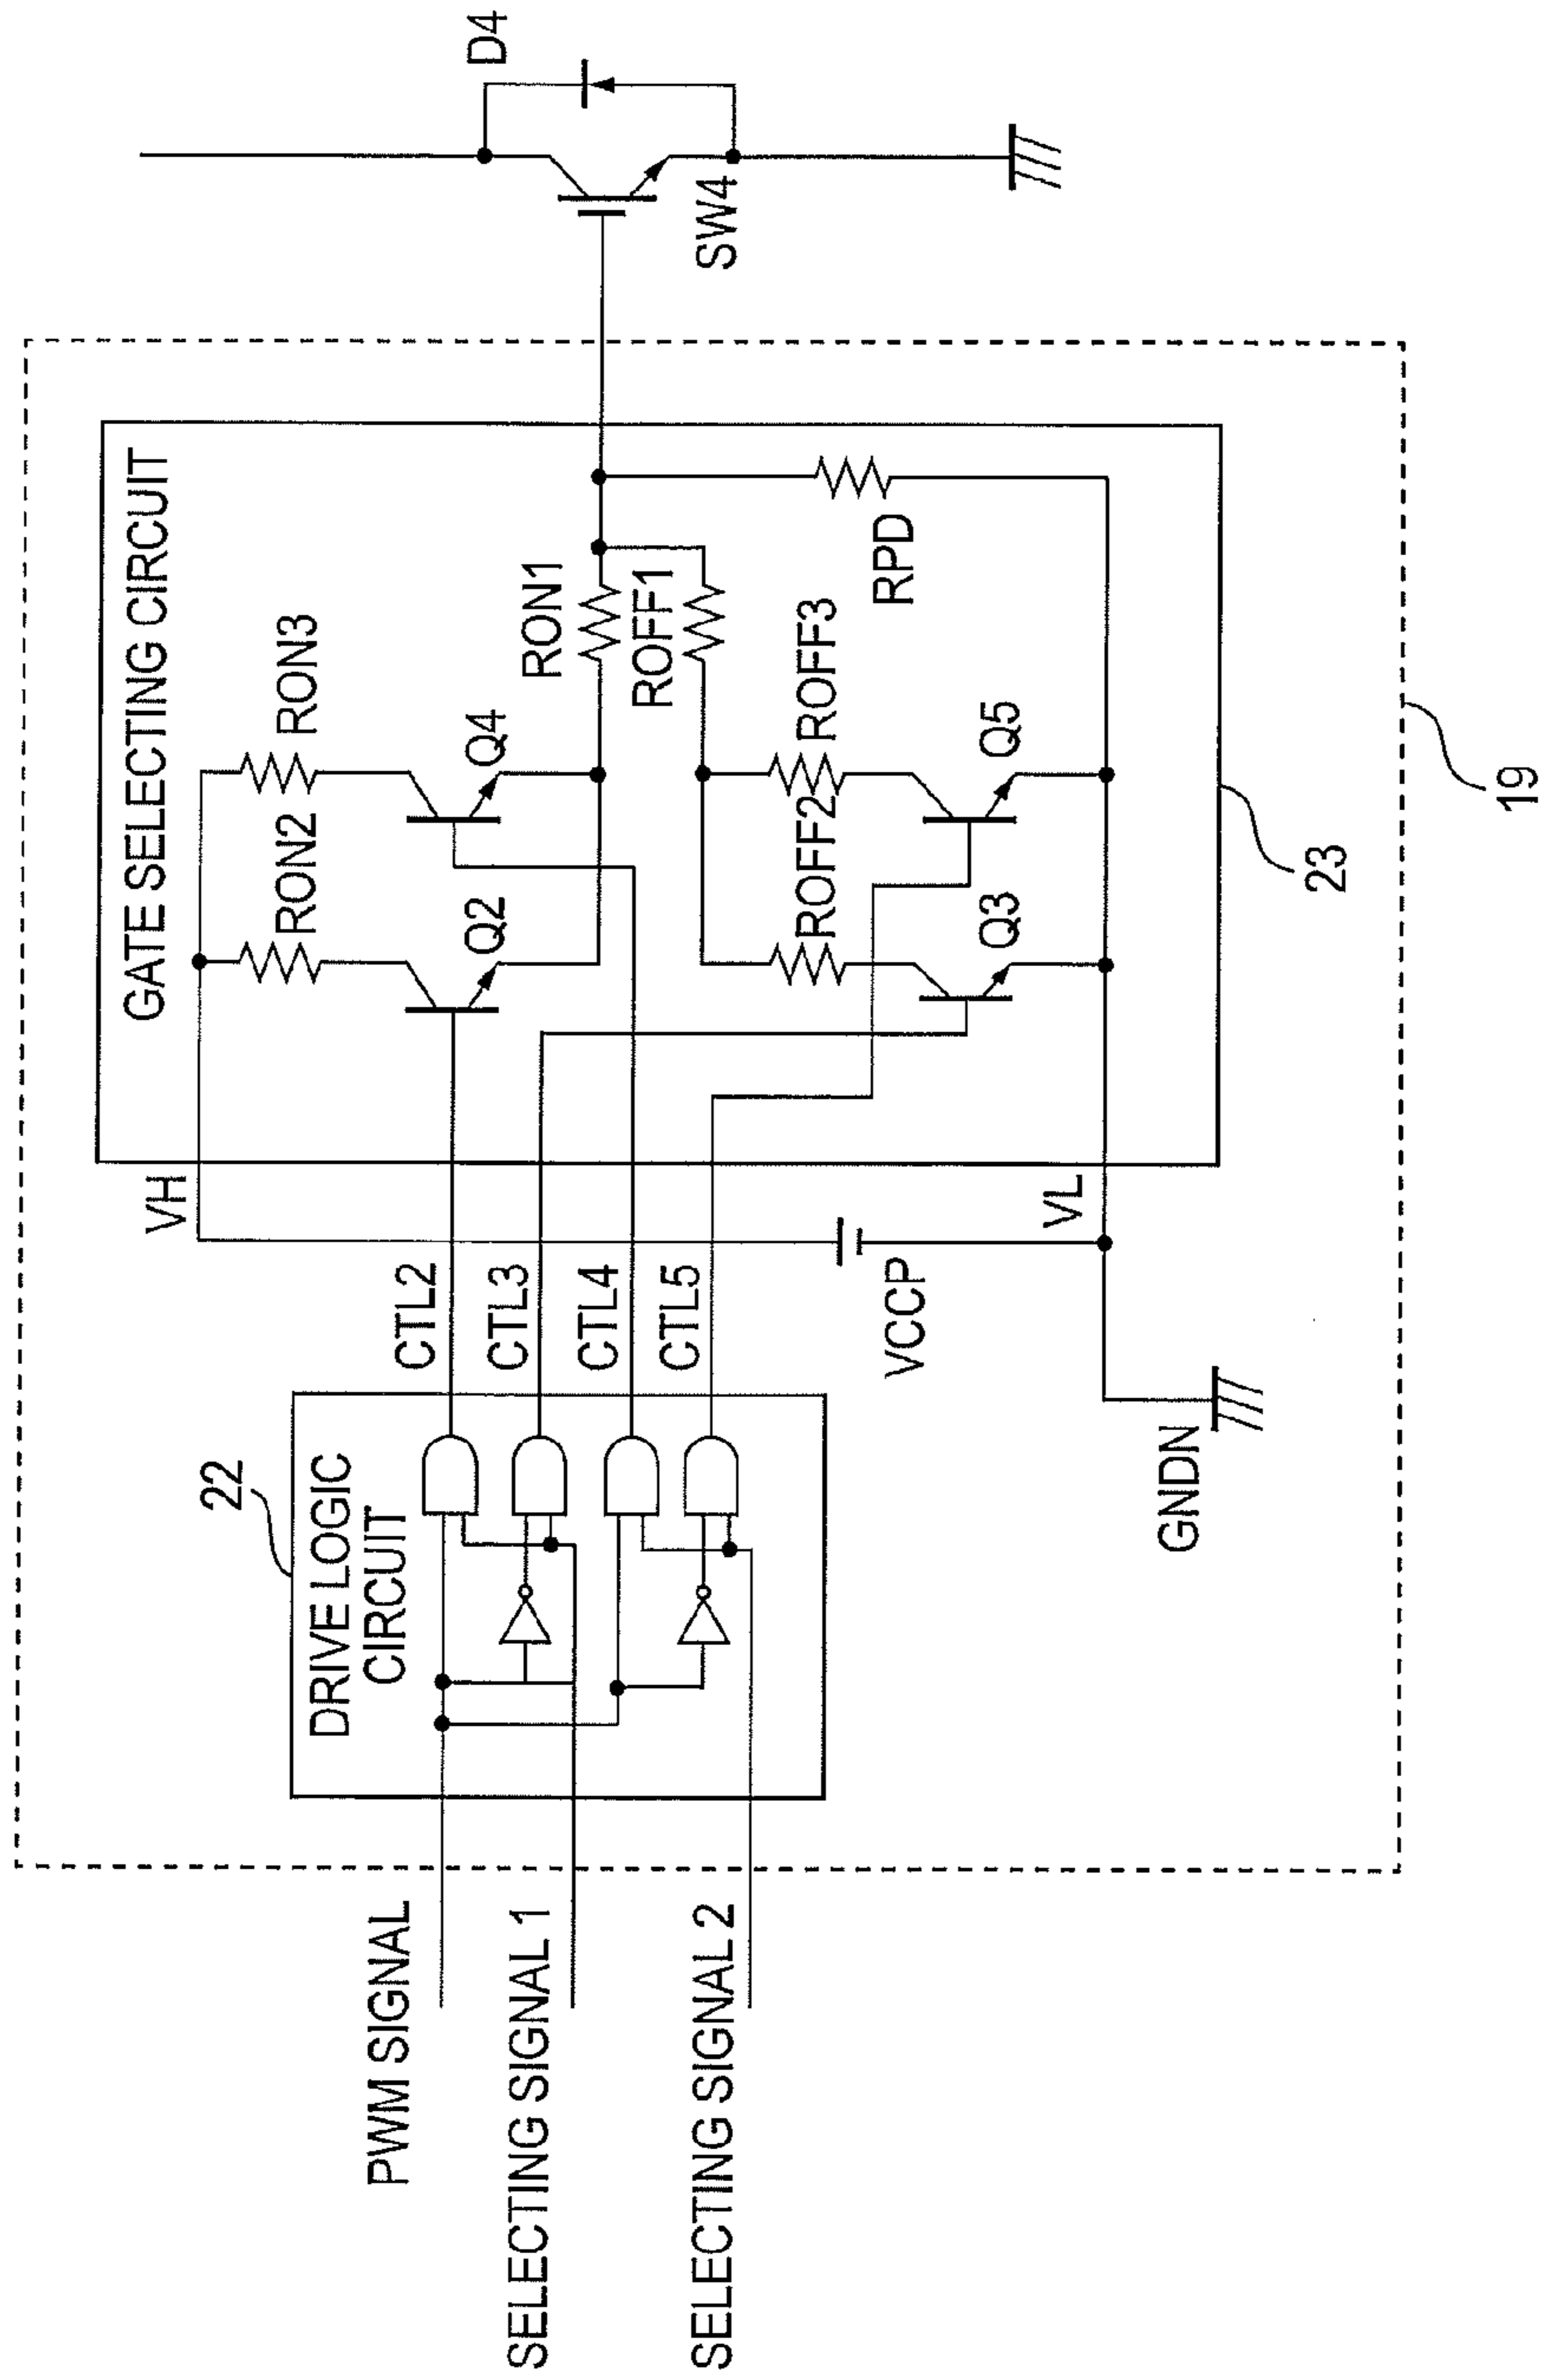 22
DRIVE LOGIC
CIRCUIT
PWM SIGNAL
SELECTING SIGNAL 1
SELECTING SIGNAL 2
CTL2
CTL3
CTL4
CTL5
VH
VCCP
VL
GNDN
GATE SELECTING CIRCUIT
RON2
RON3
Q2
Q4
RON1
ROFF1
ROFF2
ROFF3
Q3
Q5
RPD
23
19
D4
SW4